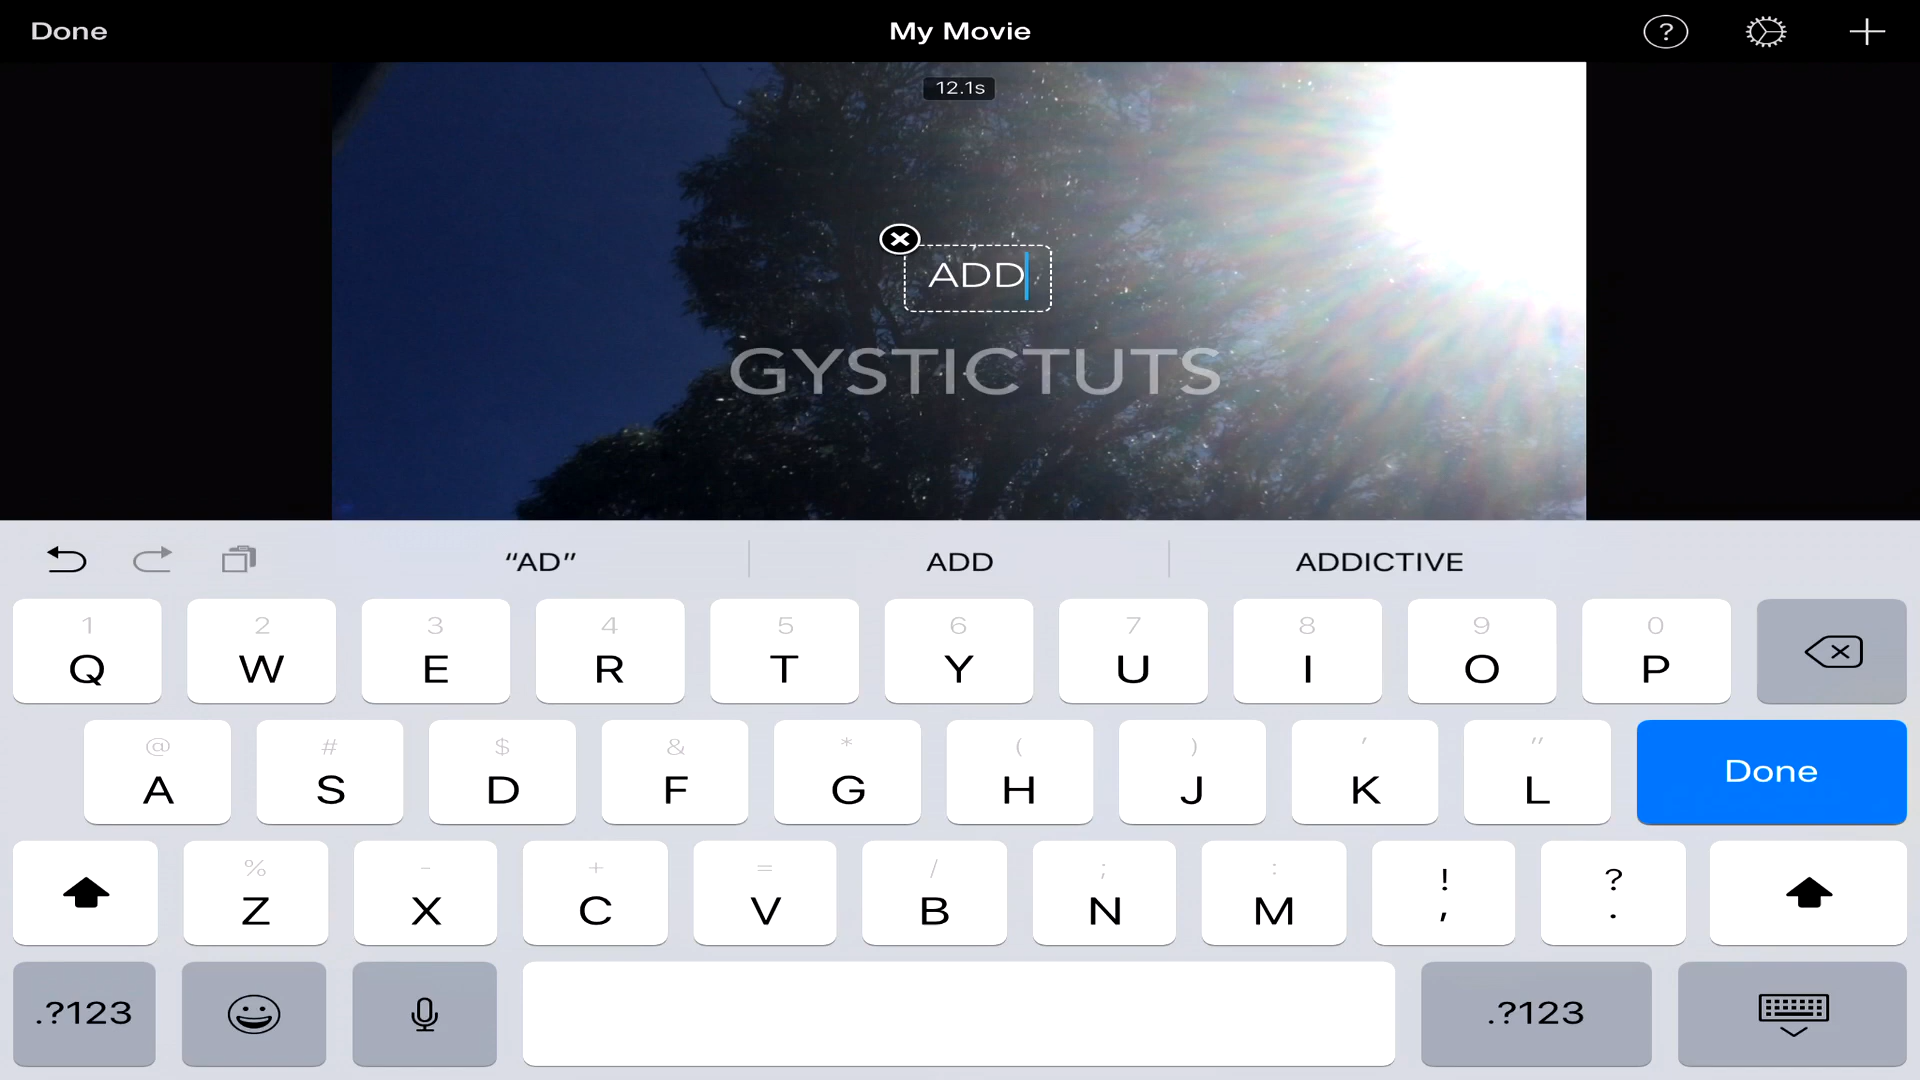 Done My Movie ?
12.1s
ADD
GYSTICTUTS
“AD” ADD ADDICTIVE
1 2 3 4 5 6 7 8 9 0
Q W E R T Y U I O P
@ # $ & * ( ) ' "
A S D F G H J K L Done
% - + = / ; : ! ?
Z X C V B N M , .
.?123 .?123